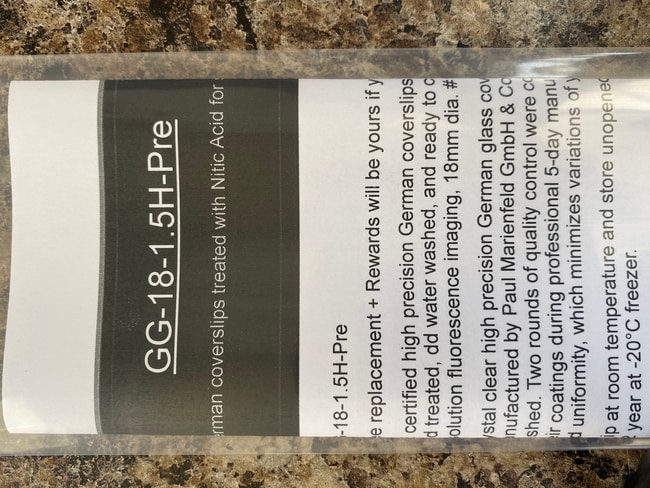 GG-18-1.5H-Pre
rman coverslips treated with Nitic Acid for
-18-1.5H-Pre
e replacement + Rewards will be yours if y
certified high precision German coverslips
d treated, dd water washed, and ready to c
olution fluorescence imaging, 18mm dia. #
ystal clear high precision German glass cov
nufactured by Paul Marienfeld GmbH & Co
shed. Two rounds of quality control were co
ir coatings during professional 5-day manu
d uniformity, which minimizes variations of y
ip at room temperature and store unopened
year at -20°C freezer.